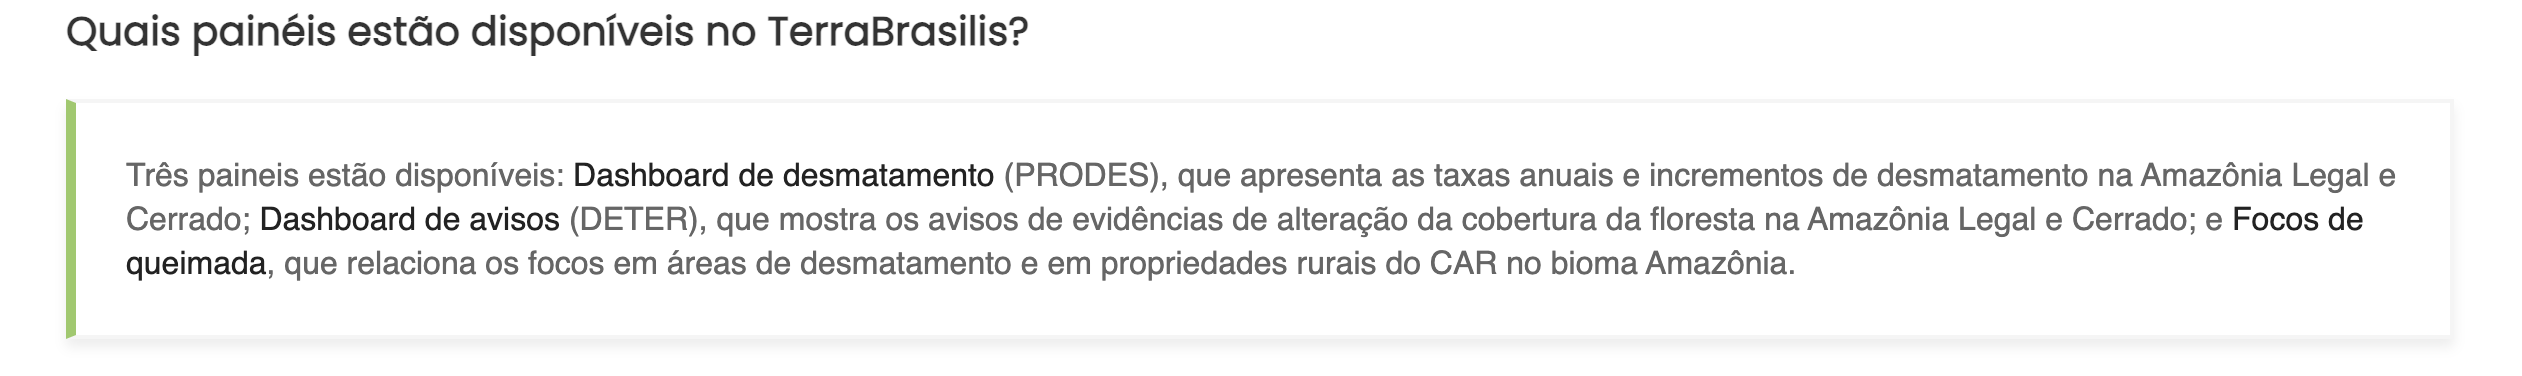 Quais painéis estão disponíveis no TerraBrasilis?
Três paineis estão disponíveis: Dashboard de desmatamento (PRODES), que apresenta as taxas anuais e incrementos de desmatamento na Amazônia Legal e
Cerrado; Dashboard de avisos (DETER), que mostra os avisos de evidências de alteração da cobertura da floresta na Amazônia Legal e Cerrado; e Focos de
queimada, que relaciona os focos em áreas de desmatamento e em propriedades rurais do CAR no bioma Amazônia.